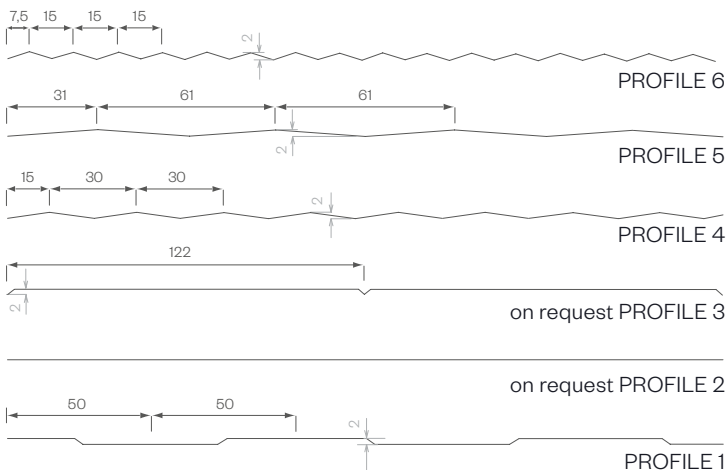 7,5 15 15 15
2
PROFILE 6
31 61 61
2
PROFILE 5
15 30 30
2
PROFILE 4
122
2
on request PROFILE 3
on request PROFILE 2
50 50
2
PROFILE 1